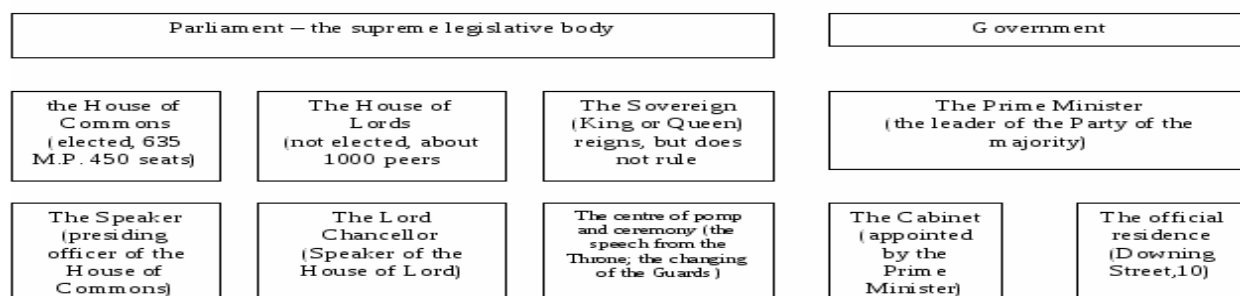 Parliament – the supreme legislative body
Government
the House of
Commons
(elected, 635
M.P. 450 seats)
The House of
Lords
(not elected, about
1000 peers
The Sovereign
(King or Queen)
reigns, but does
not rule
The Prime Minister
(the leader of the Party of the
majority)
The Speaker
(presiding
officer of the
House of
Commons)
The Lord
Chancellor
(Speaker of the
House of Lord)
The centre of pomp
and ceremony (the
speech from the
Throne; the changing
of the Guards )
The Cabinet
(appointed
by the
Prime
Minister)
The official
residence
(Downing
Street,10)